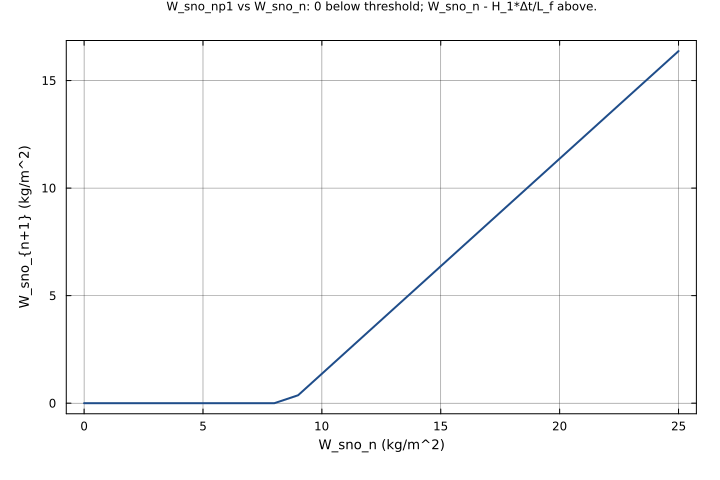 W_sno_np1 vs W_sno_n: 0 below threshold; W_sno_n - H_1*Δt/L_f above.
15
10
5
0
W_sno_{n+1} (kg/m^2)
0 5 10 15 20 25
W_sno_n (kg/m^2)